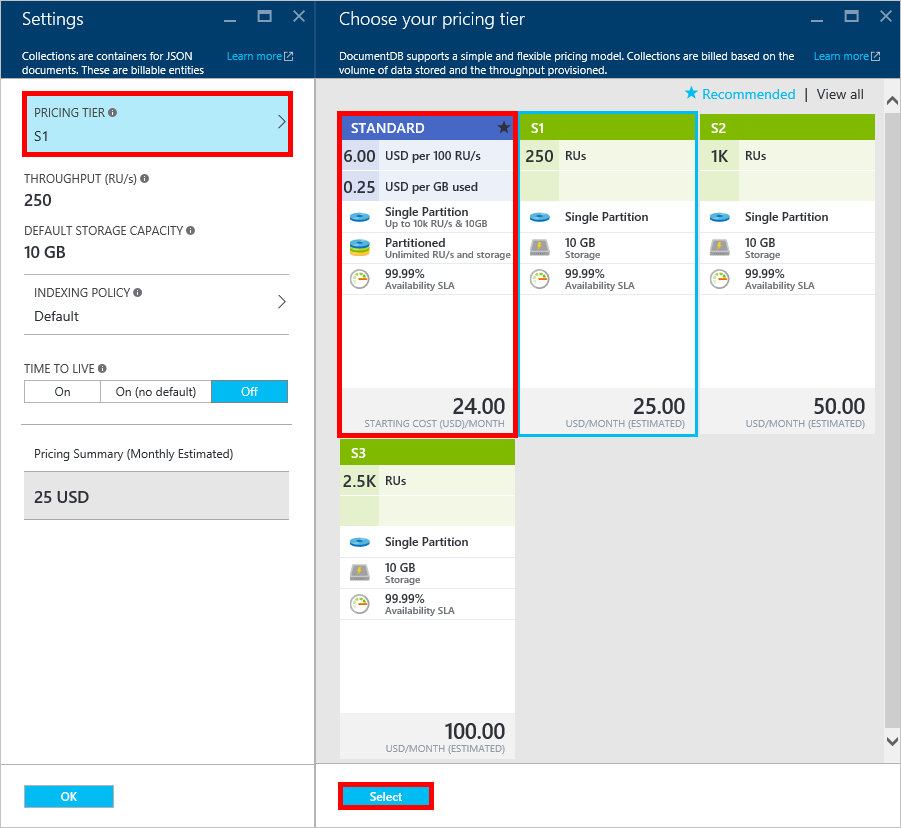 Settings
Collections are containers for JSON
documents. These are billable entities
Learn more
PRICING TIER
S1
THROUGHPUT (RU/s)
250
DEFAULT STORAGE CAPACITY
10 GB
INDEXING POLICY
Default
TIME TO LIVE
On On (no default) Off
Pricing Summary (Monthly Estimated)
25 USD
OK
Choose your pricing tier
DocumentDB supports a simple and flexible pricing model. Collections are billed based on the
volume of data stored and the throughput provisioned.
Learn more
Recommended | View all
STANDARD
6.00 USD per 100 RU/s
0.25 USD per GB used
Single Partition
Up to 10k RU/s & 10GB
Partitioned
Unlimited RU/s and storage
99.99%
Availability SLA
24.00
STARTING COST (USD)/MONTH
S1
250 RUs
Single Partition
10 GB
Storage
99.99%
Availability SLA
25.00
USD/MONTH (ESTIMATED)
S2
1K RUs
Single Partition
10 GB
Storage
99.99%
Availability SLA
50.00
USD/MONTH (ESTIMATED)
S3
2.5K RUs
Single Partition
10 GB
Storage
99.99%
Availability SLA
100.00
USD/MONTH (ESTIMATED)
Select